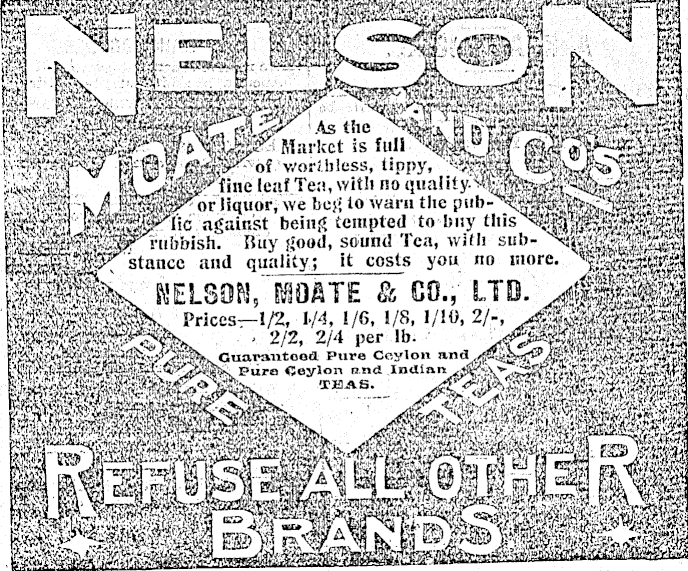 NELSON
MOATE AND CO'S
As the
Market is full
of worthless, tippy,
fine leaf Tea, with no quality
or liquor, we beg to warn the pub-
lic against being tempted to buy this
rubbish. Buy good, sound Tea, with sub-
stance and quality; it costs you no more.
NELSON, MOATE & CO., LTD.
Prices—1/2, 1/4, 1/6, 1/8, 1/10, 2/-,
2/2, 2/4 per lb.
Guaranteed Pure Ceylon and
Pure Ceylon and Indian
TEAS.
PURE TEAS
REFUSE ALL OTHER
BRANDS